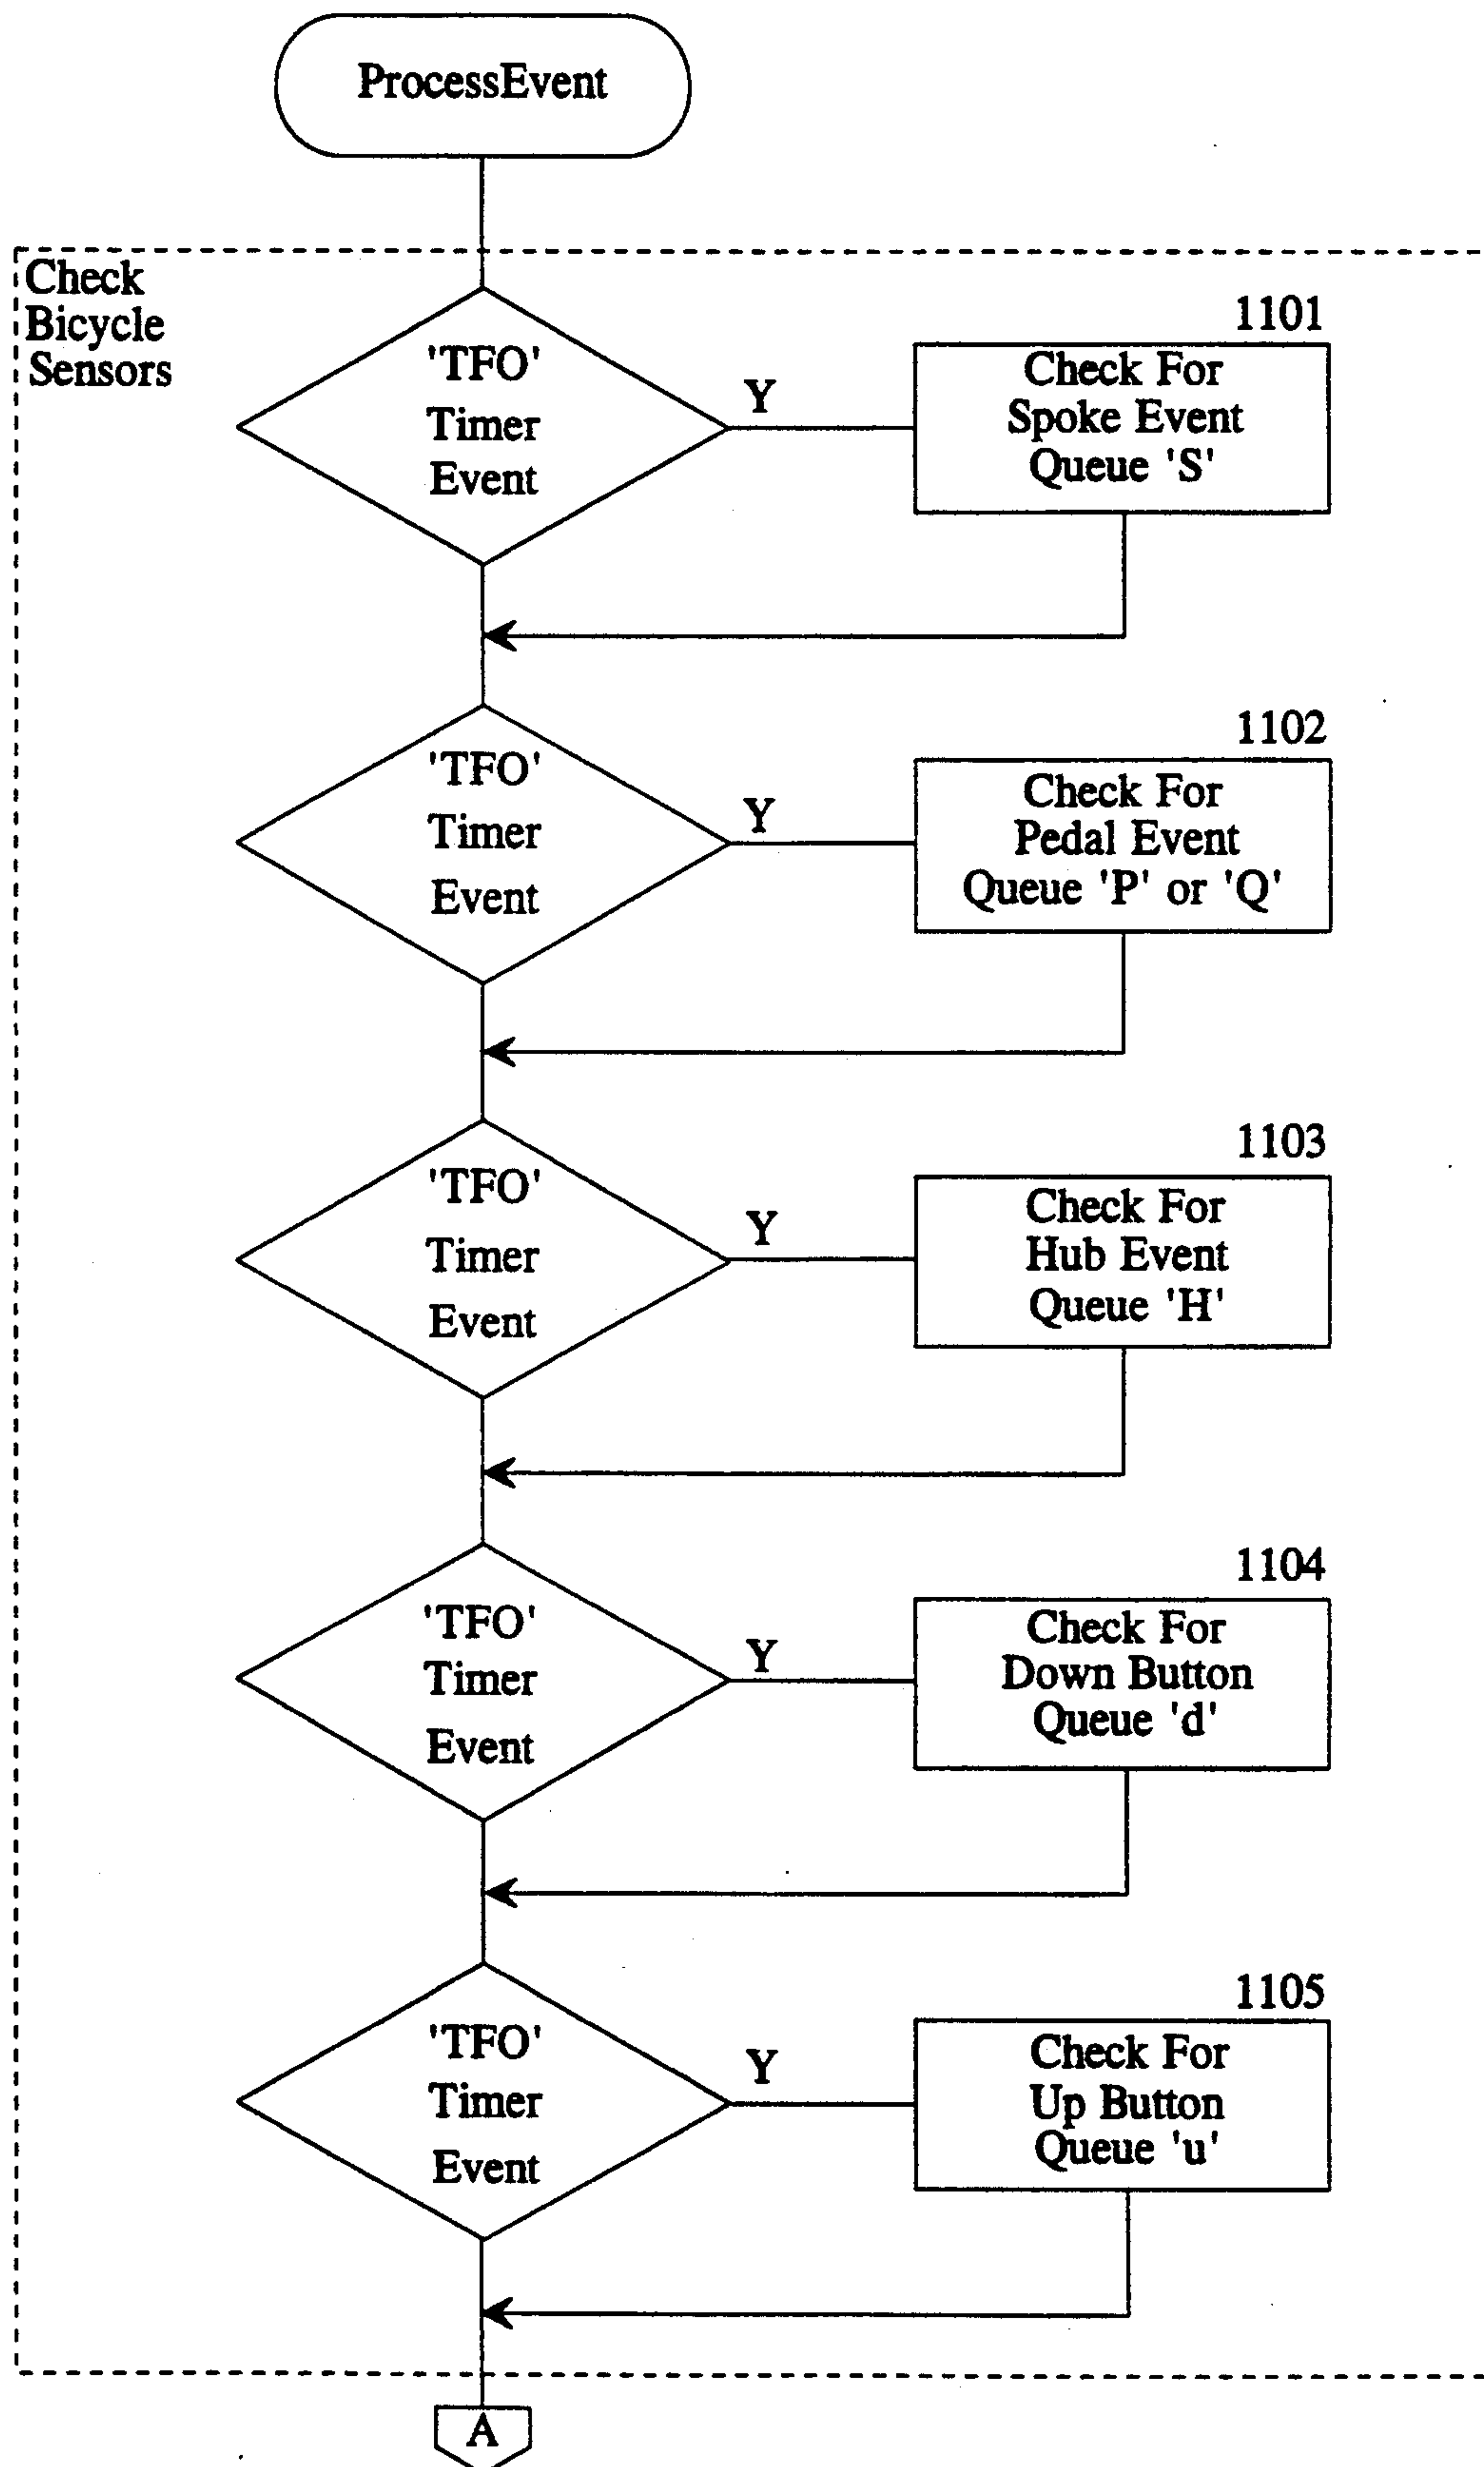 ProcessEvent
Check
Bicycle
Sensors
'TFO'
Timer
Event
Y
1101
Check For
Spoke Event
Queue 'S'
'TFO'
Timer
Event
Y
1102
Check For
Pedal Event
Queue 'P' or 'Q'
'TFO'
Timer
Event
Y
1103
Check For
Hub Event
Queue 'H'
'TFO'
Timer
Event
Y
1104
Check For
Down Button
Queue 'd'
'TFO'
Timer
Event
Y
1105
Check For
Up Button
Queue 'u'
A